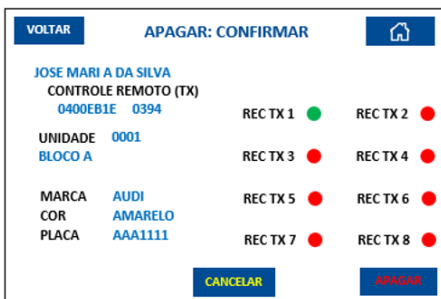 VOLTAR APAGAR: CONFIRMAR
JOSE MARI A DA SILVA
CONTROLE REMOTO (TX)
0400EB1E 0394
REC TX 1 REC TX 2
UNIDADE 0001
BLOCO A
REC TX 3 REC TX 4
MARCA AUDI
REC TX 5 REC TX 6
COR AMARELO
PLACA AAA1111
REC TX 7 REC TX 8
CANCELAR APAGAR